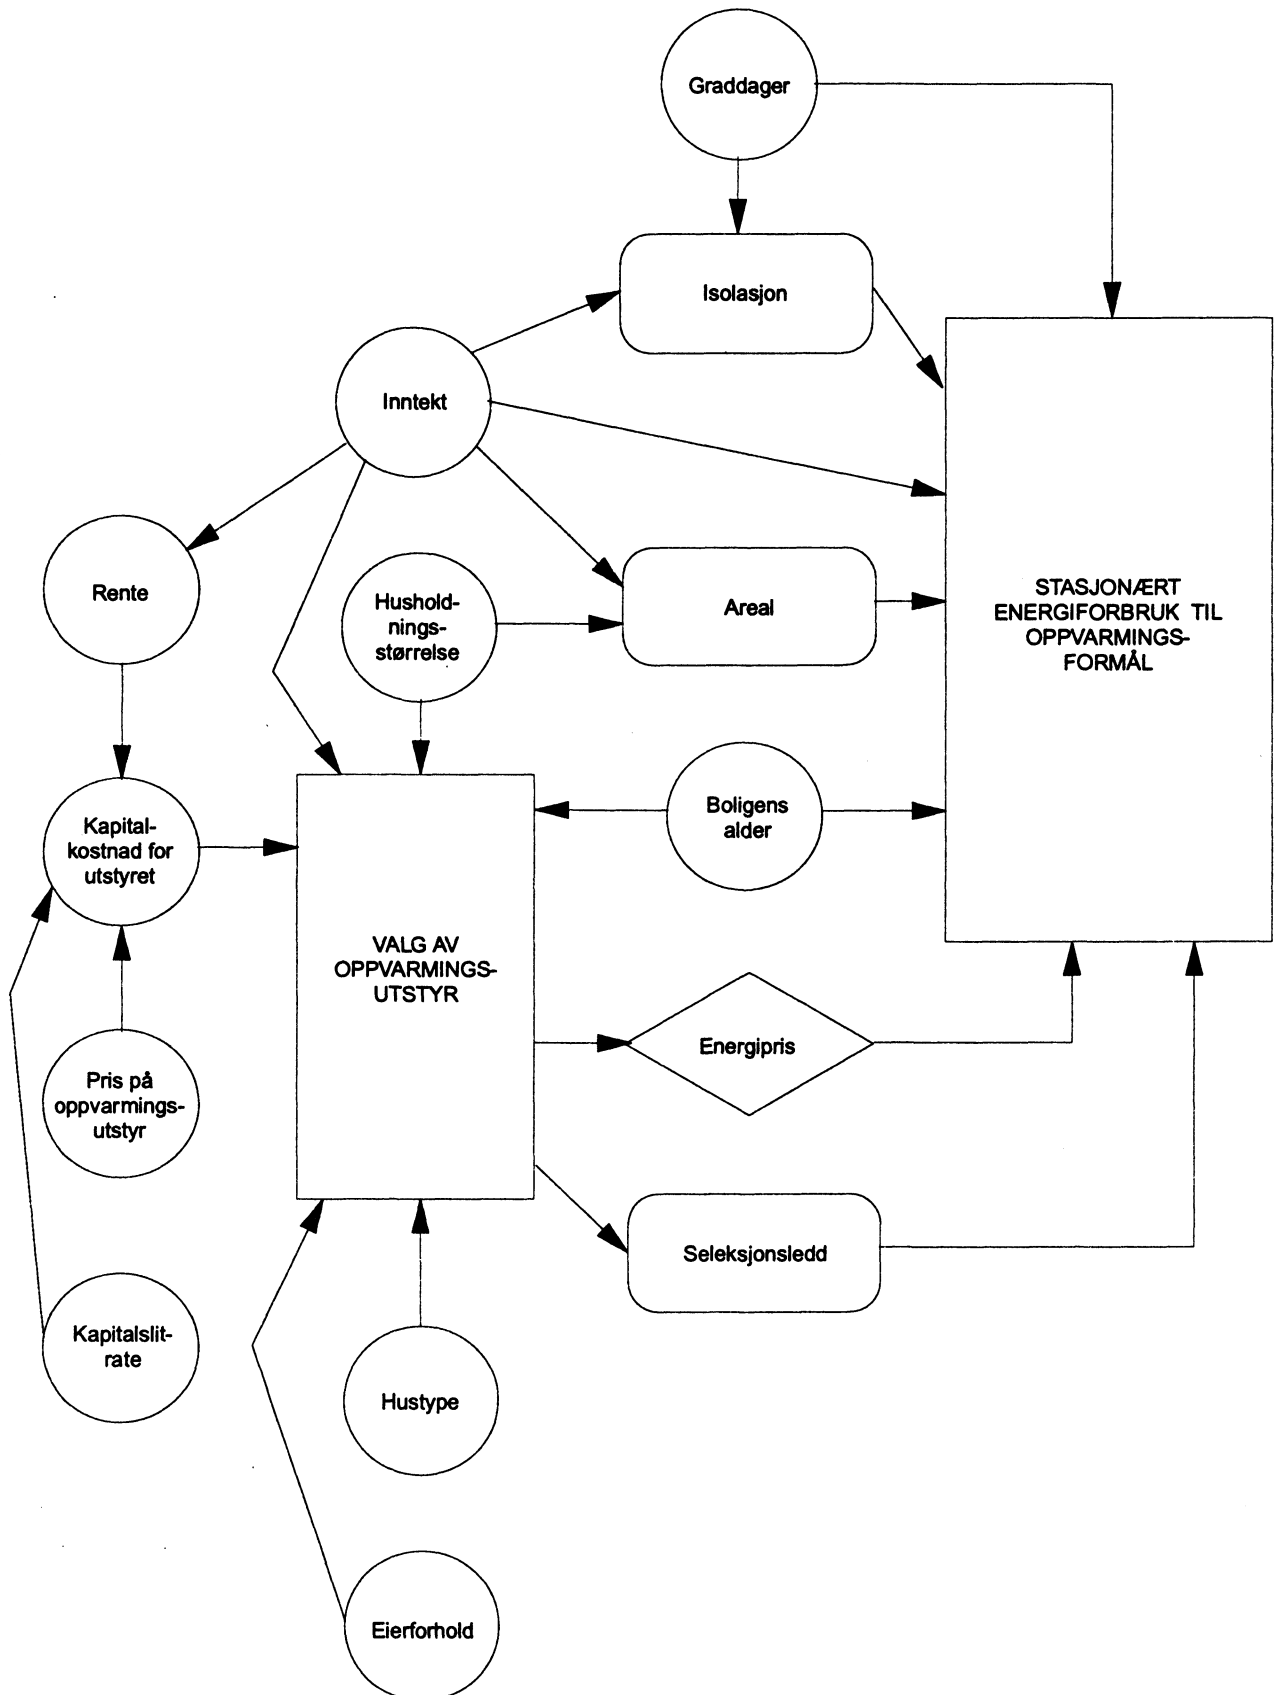 Graddager
Isolasjon
Inntekt
Rente
Hushold-
nings-
størrelse
Areal
STASJONÆRT
ENERGIFORBRUK TIL
OPPVARMINGS-
FORMÅL
Kapital-
kostnad for
utstyret
Boligens
alder
VALG AV
OPPVARMINGS-
UTSTYR
Energipris
Pris på
oppvarmings-
utstyr
Seleksjonsledd
Kapitalslit-
rate
Hustype
Eierforhold